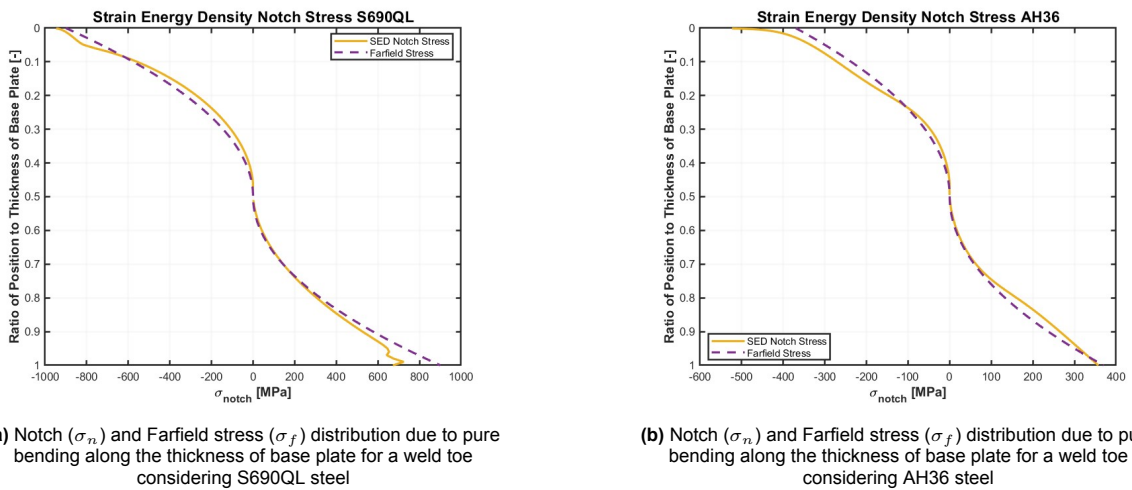 Strain Energy Density Notch Stress S690QL
SED Notch Stress
Farfield Stress
Ratio of Position to Thickness of Base Plate [-]
0
0.1
0.2
0.3
0.4
0.5
0.6
0.7
0.8
0.9
1
-1000 -800 -600 -400 -200 0 200 400 600 800 1000
σnotch [MPa]
) Notch (σn) and Farfield stress (σf) distribution due to pure
bending along the thickness of base plate for a weld toe
considering S690QL steel
Strain Energy Density Notch Stress AH36
Ratio of Position to Thickness of Base Plate [-]
0
0.1
0.2
0.3
0.4
0.5
0.6
0.7
0.8
0.9
1
SED Notch Stress
Farfield Stress
-600 -500 -400 -300 -200 -100 0 100 200 300 400
σnotch [MPa]
(b) Notch (σn) and Farfield stress (σf) distribution due to pu
bending along the thickness of base plate for a weld toe
considering AH36 steel